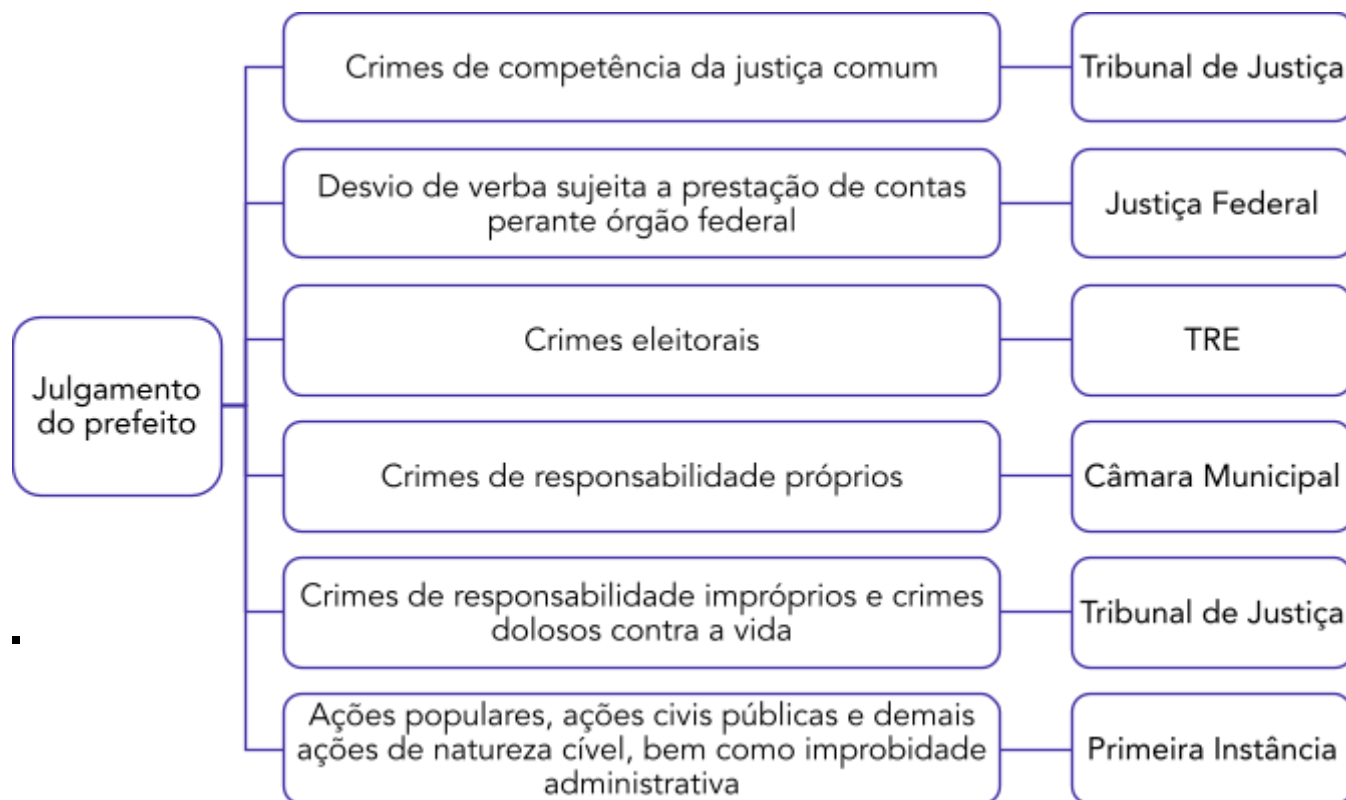 Crimes de competência da justiça comum
Tribunal de Justiça
Desvio de verba sujeita a prestação de contas
perante órgão federal
Justiça Federal
Crimes eleitorais
TRE
Julgamento
do prefeito
Crimes de responsabilidade próprios
Câmara Municipal
Crimes de responsabilidade impróprios e crimes
dolosos contra a vida
Tribunal de Justiça
Ações populares, ações civis públicas e demais
ações de natureza cível, bem como improbidade
administrativa
Primeira Instância